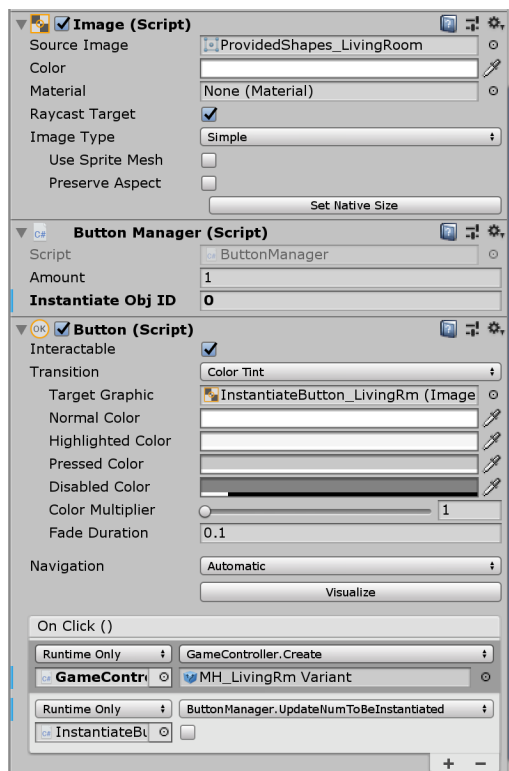 Image (Script)
Source Image ProvidedShapes_LivingRoom
Color
Material None (Material)
Raycast Target
Image Type Simple
Use Sprite Mesh
Preserve Aspect
Set Native Size
C# Button Manager (Script)
Script ButtonManager
Amount 1
Instantiate Obj ID 0
OK Button (Script)
Interactable
Transition Color Tint
Target Graphic InstantiateButton_LivingRm (Image
Normal Color
Highlighted Color
Pressed Color
Disabled Color
Color Multiplier 1
Fade Duration 0.1
Navigation Automatic
Visualize
On Click ()
Runtime Only GameController.Create
GameContr MH_LivingRm Variant
Runtime Only ButtonManager.UpdateNumToBeInstantiated
InstantiateBu
+ −